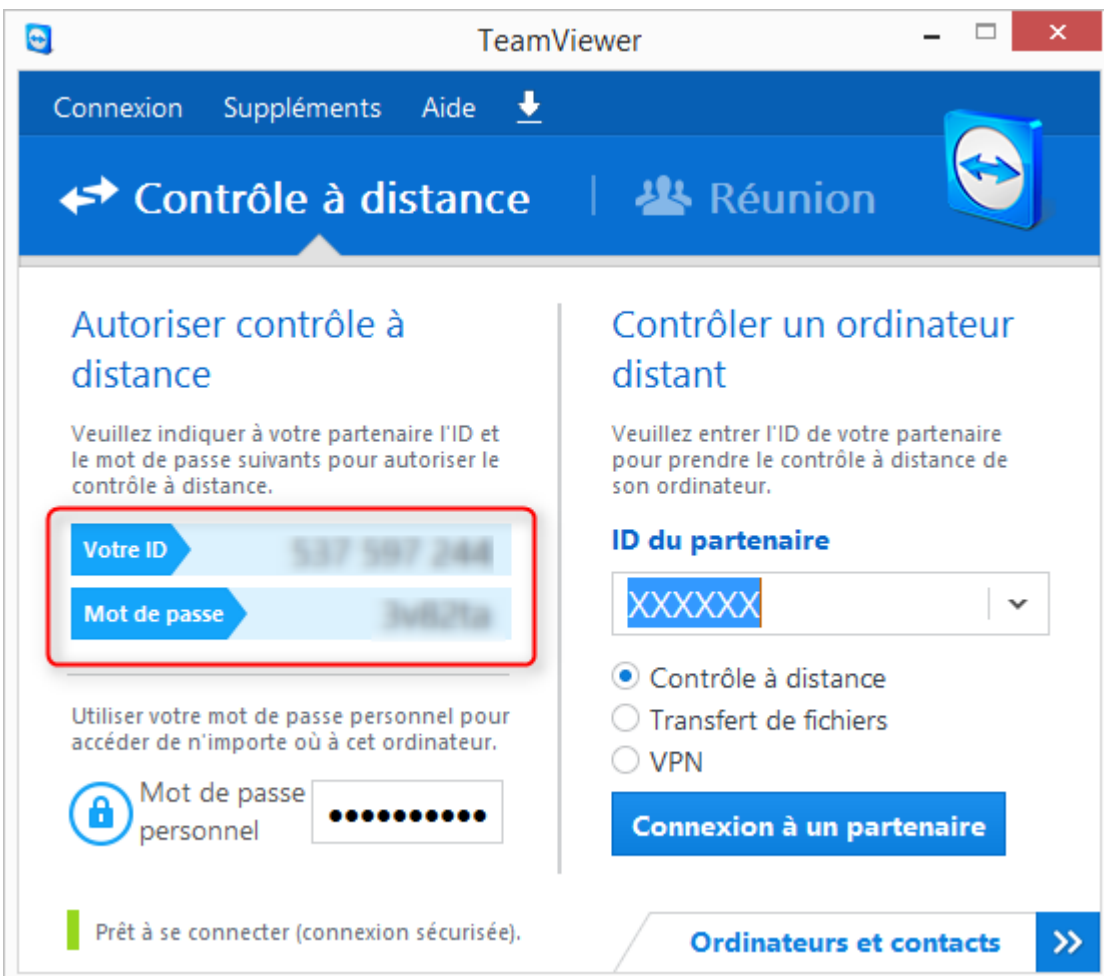 TeamViewer
Connexion Suppléments Aide
Contrôle à distance
Réunion
Autoriser contrôle à
distance
Veuillez indiquer à votre partenaire l'ID et
le mot de passe suivants pour autoriser le
contrôle à distance.
Votre ID
Mot de passe
Utiliser votre mot de passe personnel pour
accéder de n'importe où à cet ordinateur.
Mot de passe
personnel
Prêt à se connecter (connexion sécurisée).
Contrôler un ordinateur
distant
Veuillez entrer l'ID de votre partenaire
pour prendre le contrôle à distance de
son ordinateur.
ID du partenaire
XXXXXX
Contrôle à distance
Transfert de fichiers
VPN
Connexion à un partenaire
Ordinateurs et contacts